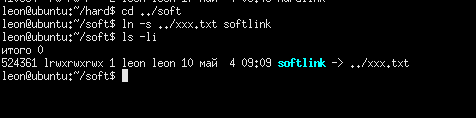 leon@ubuntu:~/hard$ cd ../soft
leon@ubuntu:~/soft$ ln -s ../xxx.txt softlink
leon@ubuntu:~/soft$ ls -li
итого 0
524361 lrwxrwxrwx 1 leon leon 10 май  4 09:09 softlink -> ../xxx.txt
leon@ubuntu:~/soft$